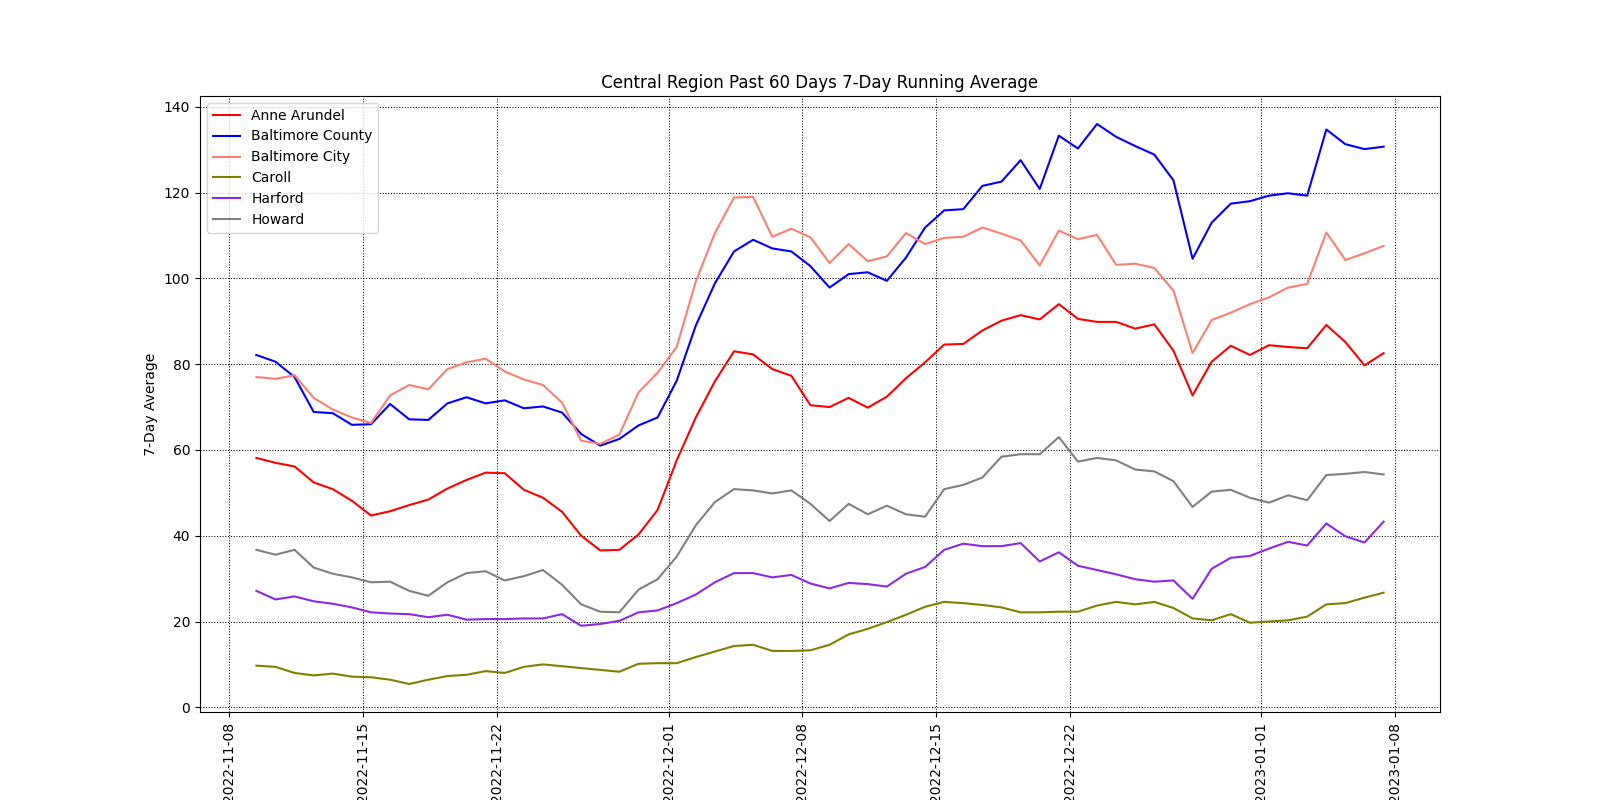 Central Region Past 60 Days 7-Day Running Average
140
120
100
80
60
40
20
0
7-Day Average
Anne Arundel
Baltimore County
Baltimore City
Caroll
Harford
Howard
2022-11-08
2022-11-15
2022-11-22
2022-12-01
2022-12-08
2022-12-15
2022-12-22
2023-01-01
2023-01-08